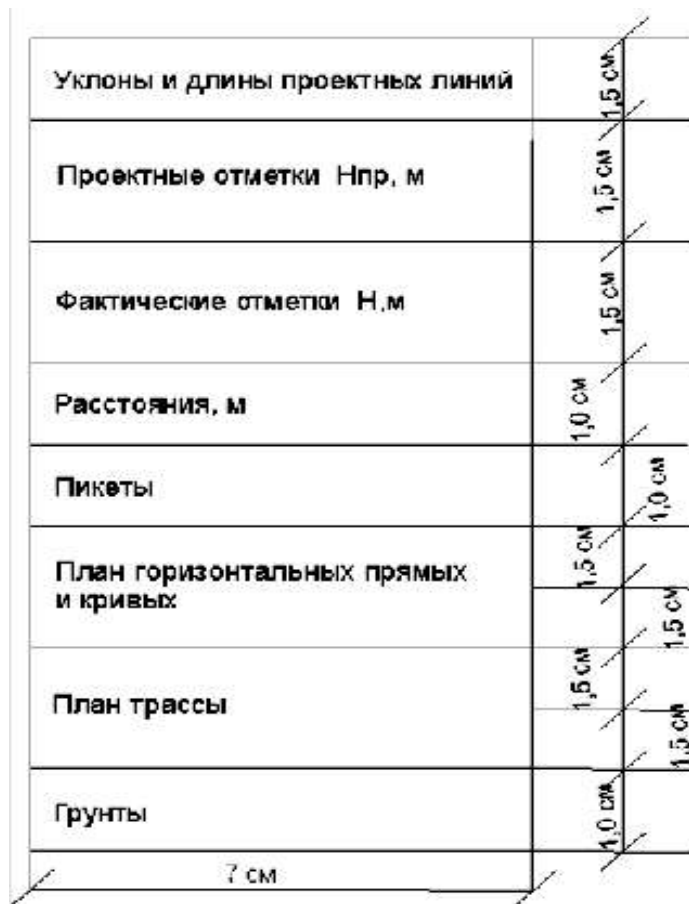 Уклоны и длины проектных линий
1,5 см
Проектные отметки Нпр, м
1,5 см
Фактические отметки Н,м
1,5 см
Расстояния, м
1,0 см
Пикеты
1,0 см
План горизонтальных прямых
и кривых
1,5 см
1,5 см
План трассы
1,5 см
1,5 см
Грунты
1,0 см
7 см